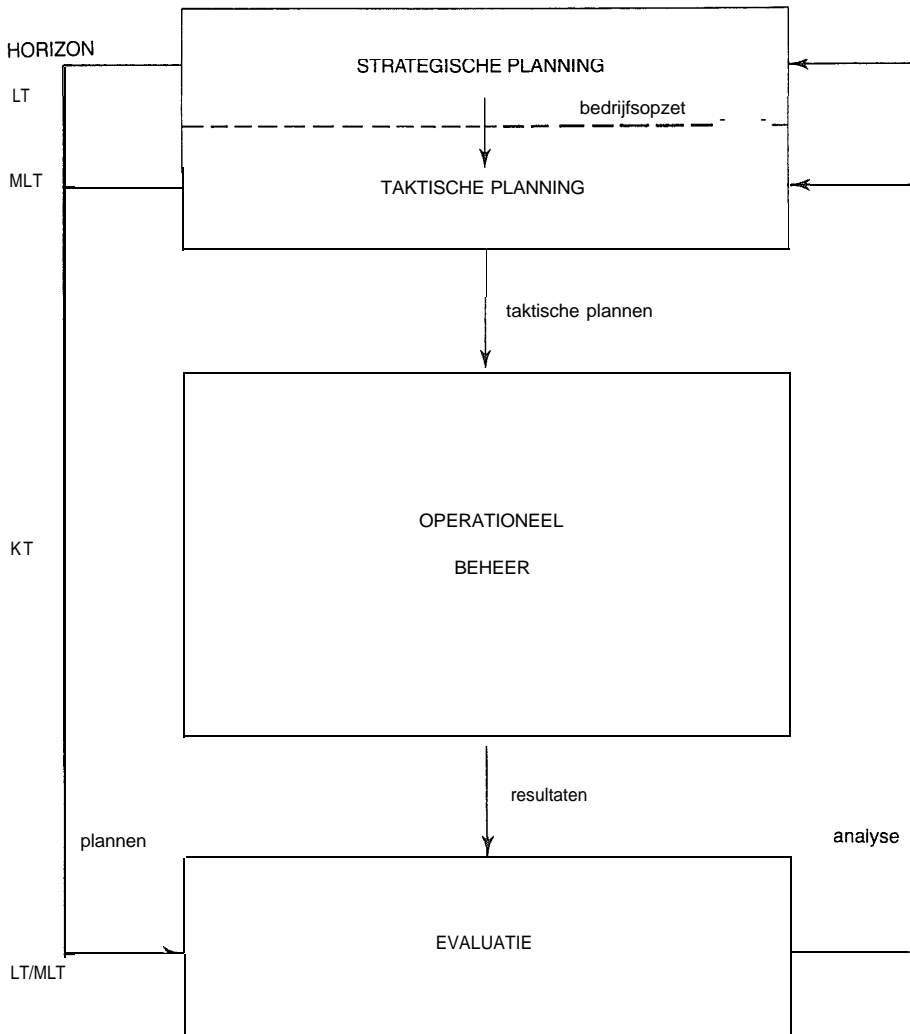 HORIZON
STRATEGISCHE PLANNING
LT
bedrijfsopzet
MLT
TAKTISCHE PLANNING
taktische plannen
OPERATIONEEL
KT
BEHEER
resultaten
plannen
analyse
EVALUATIE
LT/MLT